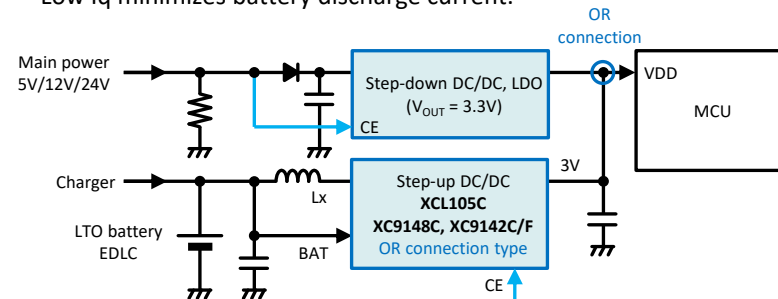 Low Iq minimizes battery discharge current.
OR
connection
Main power
5V/12V/24V
Step-down DC/DC, LDO
(VOUT = 3.3V)
CE
VDD
MCU
Charger
Lx
Step-up DC/DC
XCL105C
XC9148C, XC9142C/F
OR connection type
3V
LTO battery
EDLC
BAT
CE